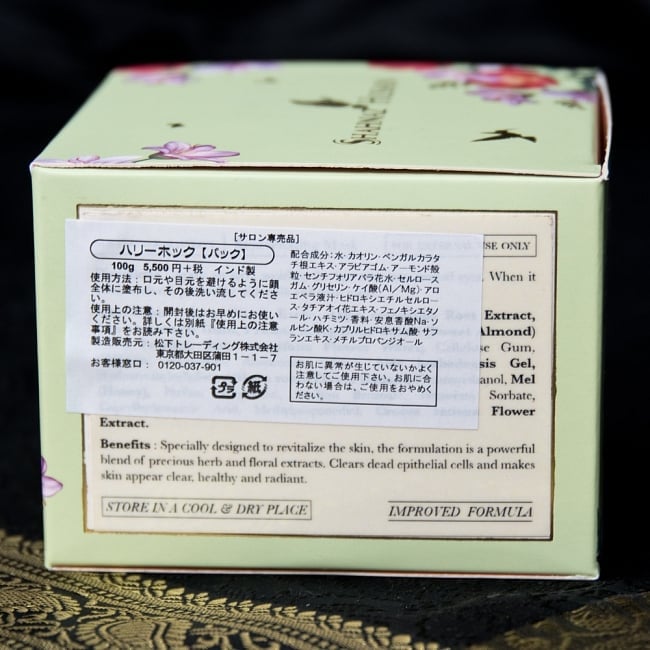 SHAHNAZ HUSAIN
[サロン専売品]
ハリーホック【パック】
100g 5,500円+税 インド製
使用方法：口元や目元を避けるように顔
全体に塗布し、その後洗い流してくだ
さい。
使用上の注意：開封後はお早めにお使い
ください。詳しくは別紙『使用上の注意
事項』をお読み下さい。
製造販売元：松下トレーディング株式会社
東京都大田区蒲田1－1－7
お客様窓口： 0120-037-901
プラ 紙
配合成分：水・カオリン・ベンガルカラタ
チ根エキス・アラビアゴム・アーモンド殻
粒・センチフォリアバラ花水・セルロース
ガム・グリセリン・ケイ酸(Al/Mg)・アロ
エベラ液汁・ヒドロキシエチルセルロー
ス・タチアオイ花エキス・フェノキシエタノ
ール・ハチミツ・香料・安息香酸Na・ソ
ルビン酸K・カプリルヒドロキサム酸・サフ
ランエキス・メチルプロパンジオール
お肌に異常が生じていないかよく
注意してご使用下さい。お肌に合
わない場合は、ご使用をおやめく
ださい。
USE ONLY
When it
Extract,
Almond)
Gum,
Gel,
Mel
Sorbate,
Flower
Extract.
Benefits : Specially designed to revitalize the skin, the formulation is a powerful
blend of precious herb and floral extracts. Clears dead epithelial cells and makes
skin appear clear, healthy and radiant.
STORE IN A COOL & DRY PLACE
IMPROVED FORMULA